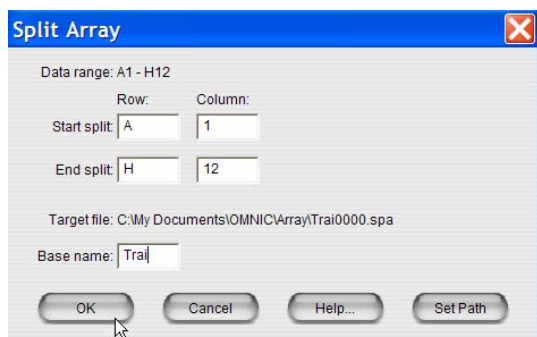 Split Array
Data range: A1 - H12
Row: Column:
Start split: A 1
End split: H 12
Target file: C:\My Documents\OMNIC\Array\Trai0000.spa
Base name: Trai
OK Cancel Help... Set Path